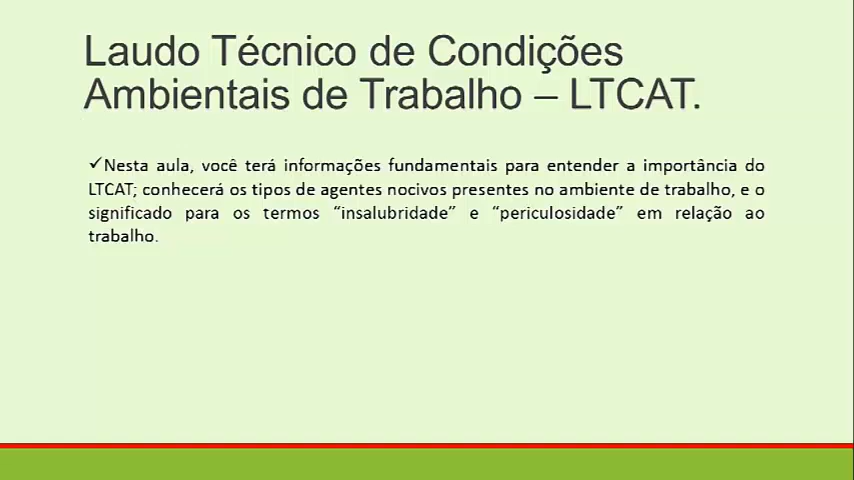 Laudo Técnico de Condições
Ambientais de Trabalho – LTCAT.
✓Nesta aula, você terá informações fundamentais para entender a importância do
LTCAT; conhecerá os tipos de agentes nocivos presentes no ambiente de trabalho, e o
significado para os termos “insalubridade” e “periculosidade” em relação ao
trabalho.